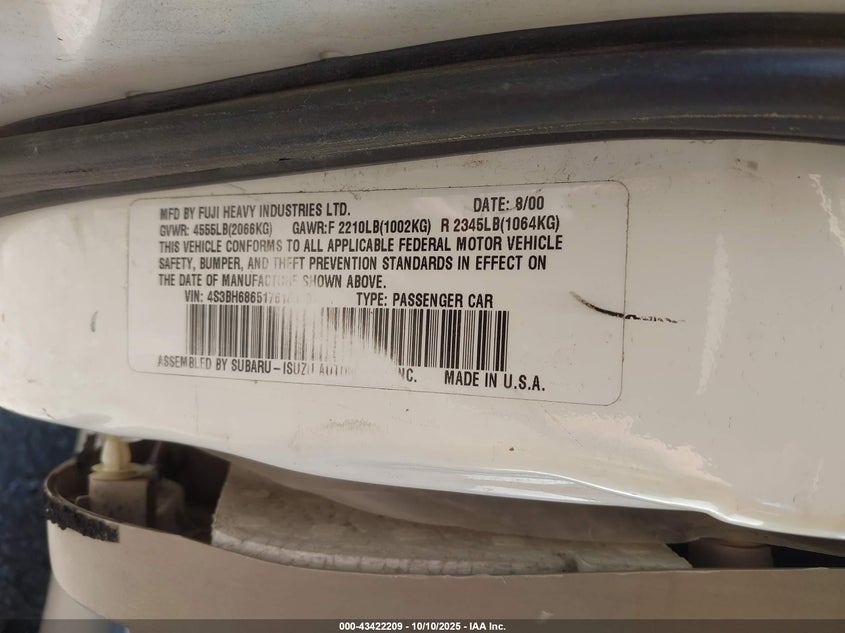 MFD BY FUJI HEAVY INDUSTRIES LTD. DATE: 8/00
GVWR: 4555LB(2066KG) GAWR:F 2210LB(1002KG) R 2345LB(1064KG)
THIS VEHICLE CONFORMS TO ALL APPLICABLE FEDERAL MOTOR VEHICLE
SAFETY, BUMPER, AND THEFT PREVENTION STANDARDS IN EFFECT ON
THE DATE OF MANUFACTURE SHOWN ABOVE.
VIN: TYPE: PASSENGER CAR
ASSEMBLED BY SUBARU-ISUZU INC. MADE IN U.S.A.
000-43422209 - 10/10/2025 - IAA Inc.